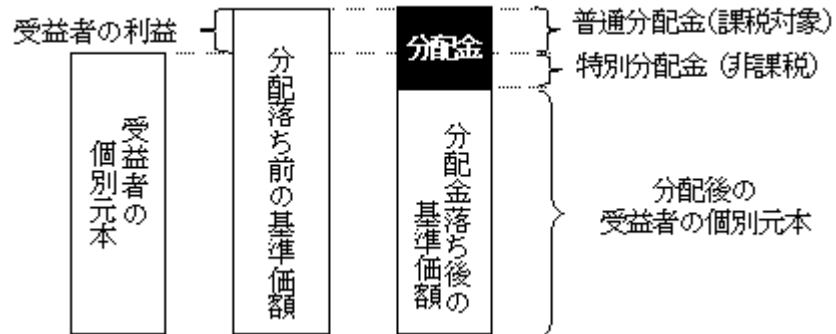 受益者の利益
受益者の
個別元本
分配落ち前の基準価額
分配金
分配金落ち後の
基準価額
普通分配金(課税対象)
特別分配金 (非課税)
分配後の
受益者の個別元本